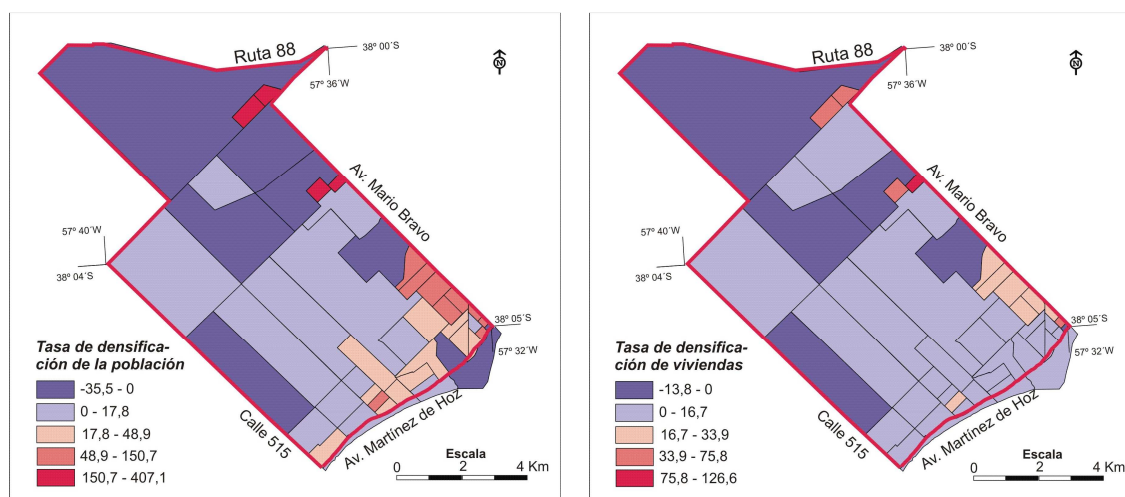 Ruta 88
38º 00´S
57º 36´W
N
Av. Mario Bravo
57º 40´W
38º 04´S
38º 05´S
57º 32´W
Tasa de densifica-
ción de la población
-35,5 - 0
0 - 17,8
17,8 - 48,9
48,9 - 150,7
150,7 - 407,1
Calle 515
Av. Martínez de Hoz
Escala
0 2 4 Km
Ruta 88
38º 00´S
57º 36´W
N
Av. Mario Bravo
57º 40´W
38º 04´S
38º 05´S
57º 32´W
Tasa de densifica-
ción de viviendas
-13,8 - 0
0 - 16,7
16,7 - 33,9
33,9 - 75,8
75,8 - 126,6
Calle 515
Av. Martínez de Hoz
Escala
0 2 4 Km